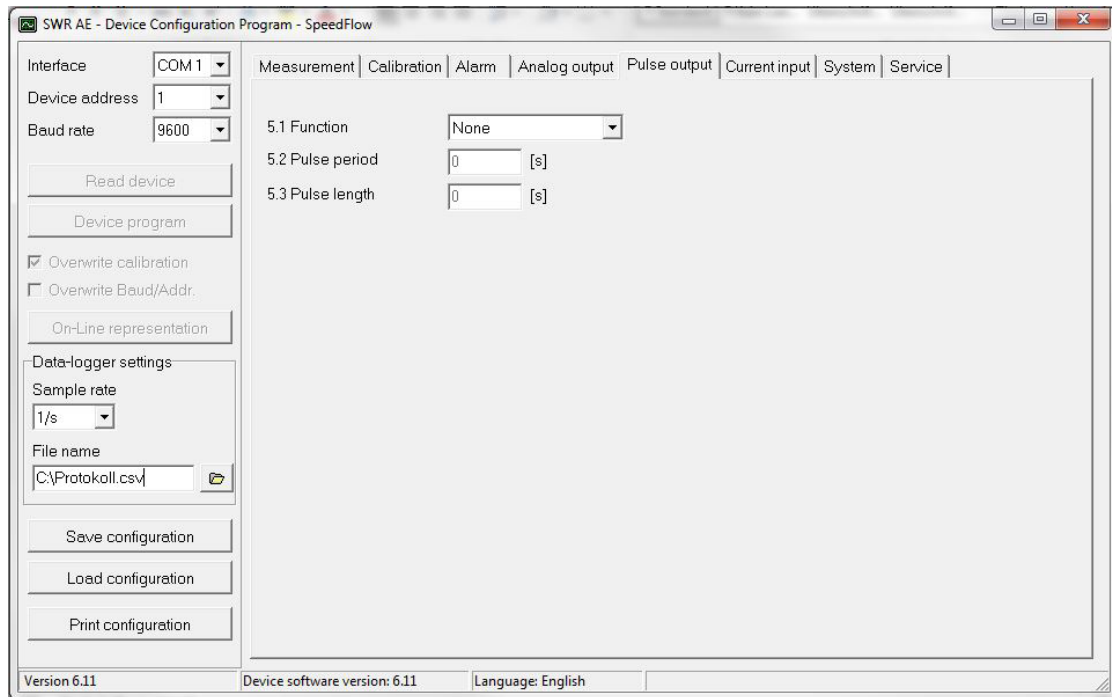 SWR AE - Device Configuration Program - SpeedFlow
Interface COM 1
Device address 1
Baud rate 9600
Read device
Device program
Overwrite calibration
Overwrite Baud/Addr.
On-Line representation
Data-logger settings
Sample rate
1/s
File name
C:\Protokoll.csv
Save configuration
Load configuration
Print configuration
Measurement Calibration Alarm Analog output Pulse output Current input System Service
5.1 Function None
5.2 Pulse period 0 [s]
5.3 Pulse length 0 [s]
Version 6.11 Device software version: 6.11 Language: English